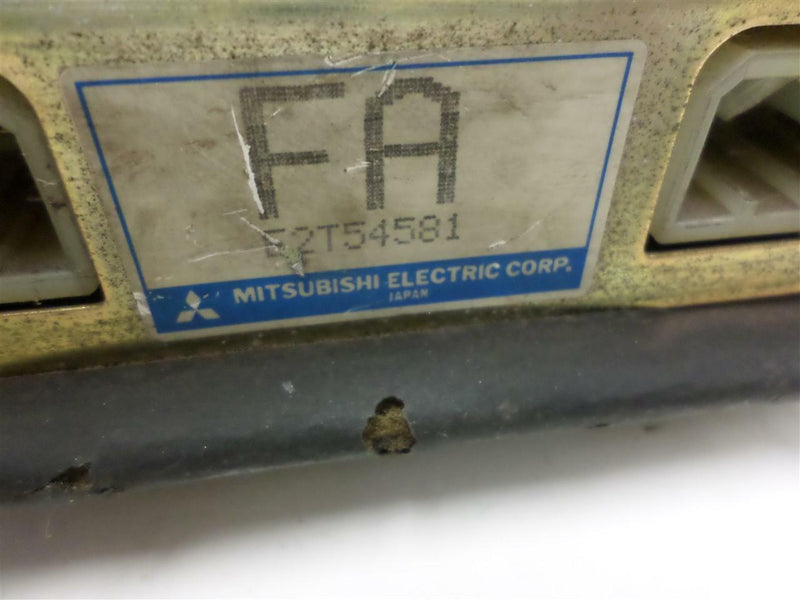 FA
E2T54581
MITSUBISHI ELECTRIC CORP.
JAPAN